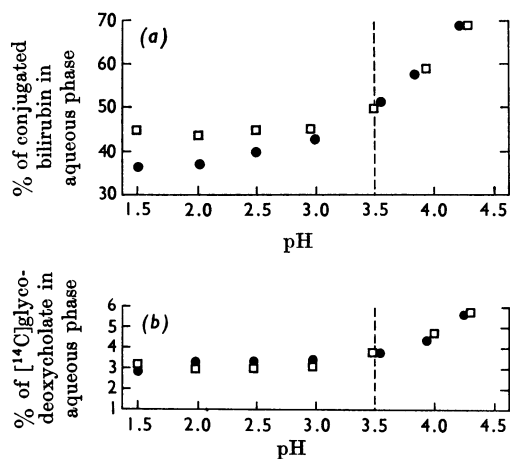 % of conjugated
bilirubin in
aqueous phase
70
60
50
40
30
(a)
1.5 2.0 2.5 3.0 3.5 4.0 4.5
pH
% of [¹⁴C]glyco-
deoxycholate in
aqueous phase
6
5
4
3
2
1
(b)
1.5 2.0 2.5 3.0 3.5 4.0 4.5
pH